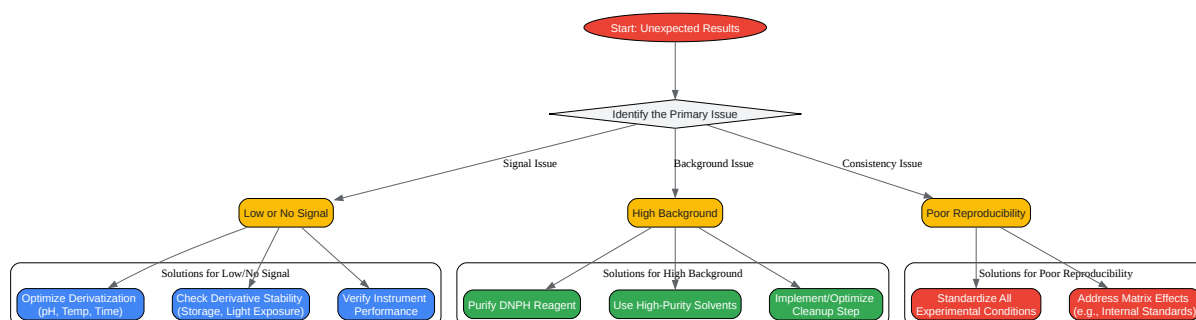 Start: Unexpected Results
Identify the Primary Issue
Signal Issue
Background Issue
Consistency Issue
Low or No Signal
High Background
Poor Reproducibility
Solutions for Low/No Signal
Solutions for High Background
Solutions for Poor Reproducibility
Optimize Derivatization
(pH, Temp, Time)
Check Derivative Stability
(Storage, Light Exposure)
Verify Instrument
Performance
Purify DNPH Reagent
Use High-Purity Solvents
Implement/Optimize
Cleanup Step
Standardize All
Experimental Conditions
Address Matrix Effects
(e.g., Internal Standards)